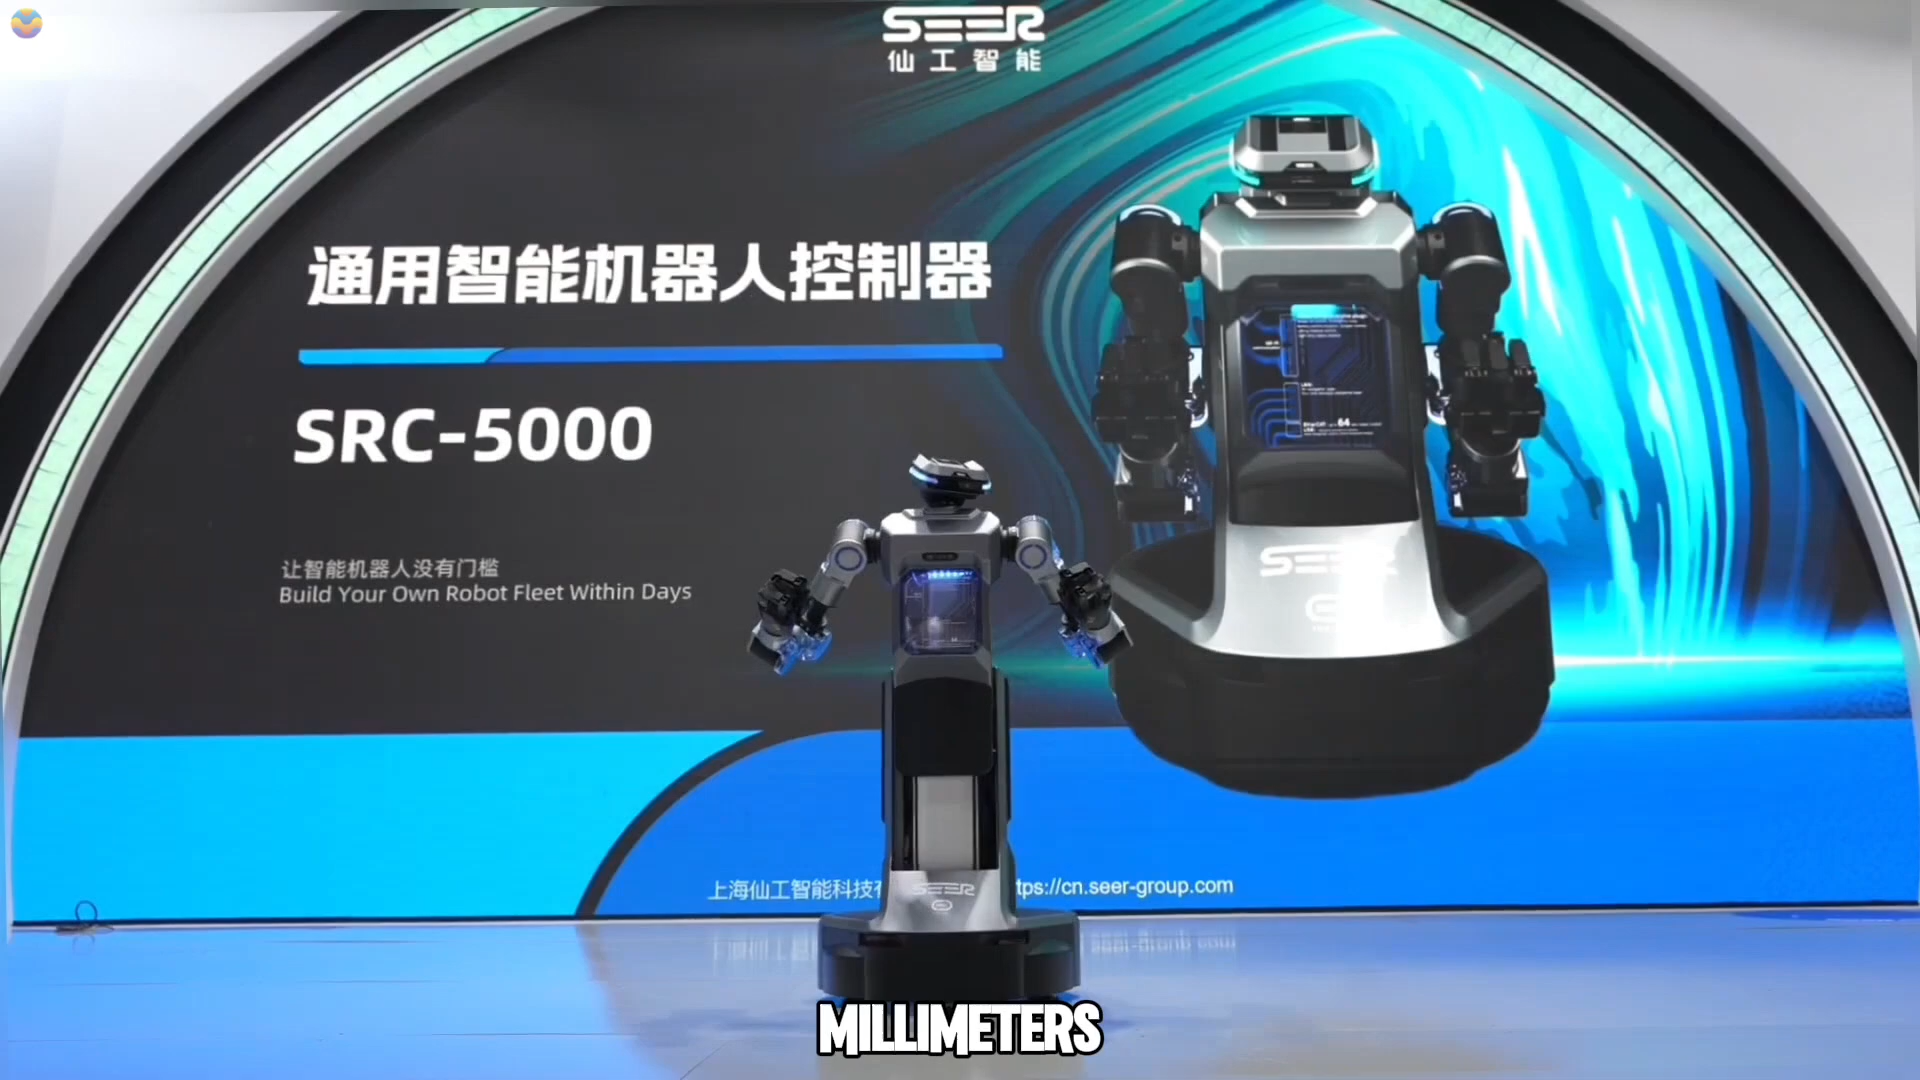 SEER
仙工智能
通用智能机器人控制器
SRC-5000
让智能机器人没有门槛
Build Your Own Robot Fleet Within Days
64
SEER
上海仙工智能科技
tps://cn.seer-group.com
SEER
MILLIMETERS